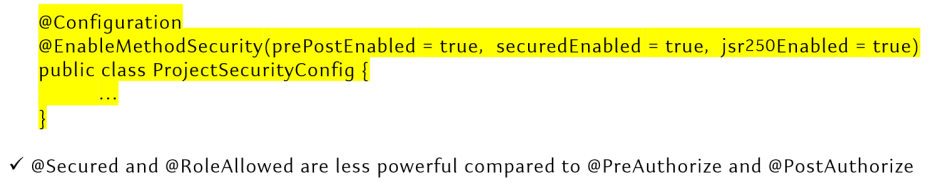 @Configuration
@EnableMethodSecurity(prePostEnabled = true, securedEnabled = true, jsr250Enabled = true)
public class ProjectSecurityConfig {
...
}
✓ @Secured and @RoleAllowed are less powerful compared to @PreAuthorize and @PostAuthorize